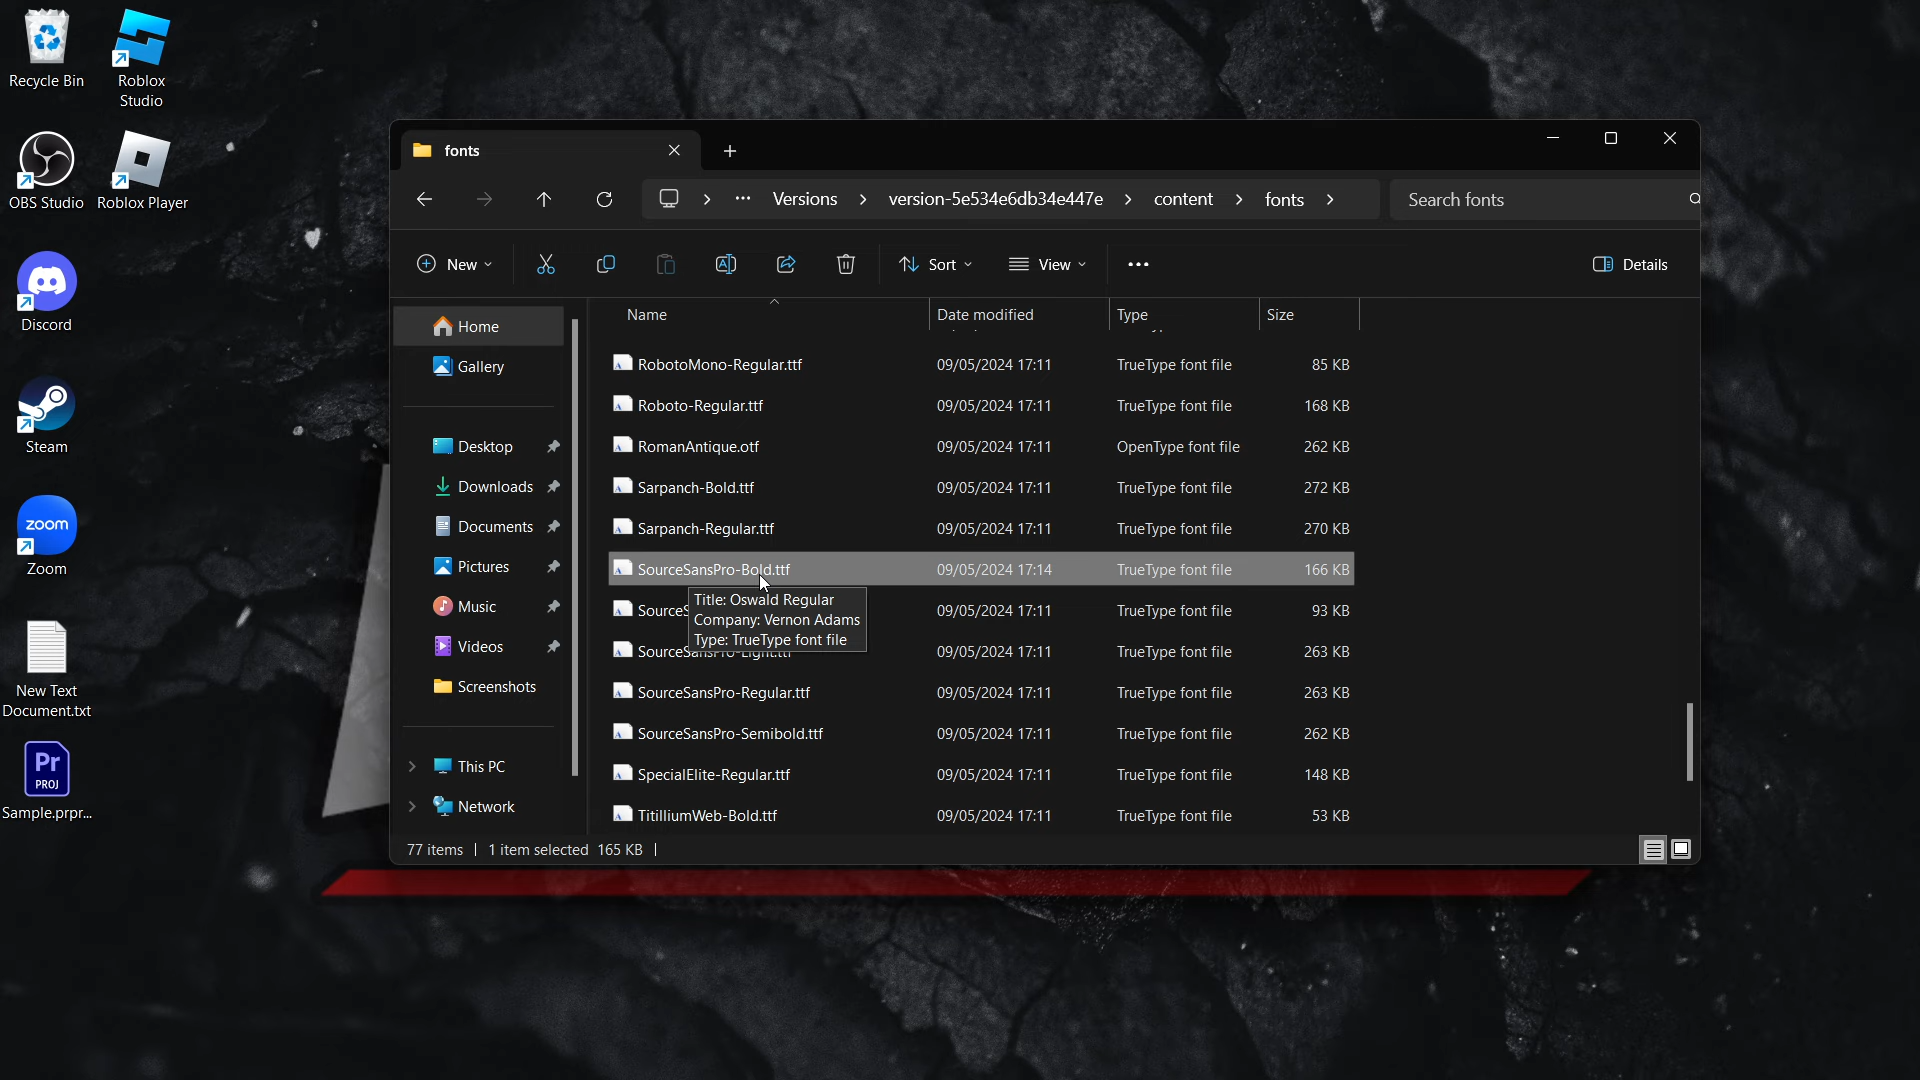 Recycle Bin
Roblox
Studio
OBS Studio
Roblox Player
Discord
Steam
zoom
Zoom
New Text
Document.txt
Pr
PROJ
Sample.prpr...
fonts
Versions
version-5e534e6db34e447e
content
fonts
Search fonts
New
Sort
View
Details
Home
Gallery
Desktop
Downloads
Documents
Pictures
Music
Videos
Screenshots
This PC
Network
Name Date modified Type Size
RobotoMono-Regular.ttf 09/05/2024 17:11 TrueType font file 85 KB
Roboto-Regular.ttf 09/05/2024 17:11 TrueType font file 168 KB
RomanAntique.otf 09/05/2024 17:11 OpenType font file 262 KB
Sarpanch-Bold.ttf 09/05/2024 17:11 TrueType font file 272 KB
Sarpanch-Regular.ttf 09/05/2024 17:11 TrueType font file 270 KB
SourceSansPro-Bold.ttf 09/05/2024 17:14 TrueType font file 166 KB
Title: Oswald Regular
Company: Vernon Adams
Type: TrueType font file
SourceS 09/05/2024 17:11 TrueType font file 93 KB
SourceSansPro-Light.ttf 09/05/2024 17:11 TrueType font file 263 KB
SourceSansPro-Regular.ttf 09/05/2024 17:11 TrueType font file 263 KB
SourceSansPro-Semibold.ttf 09/05/2024 17:11 TrueType font file 262 KB
SpecialElite-Regular.ttf 09/05/2024 17:11 TrueType font file 148 KB
TitilliumWeb-Bold.ttf 09/05/2024 17:11 TrueType font file 53 KB
77 items 1 item selected 165 KB